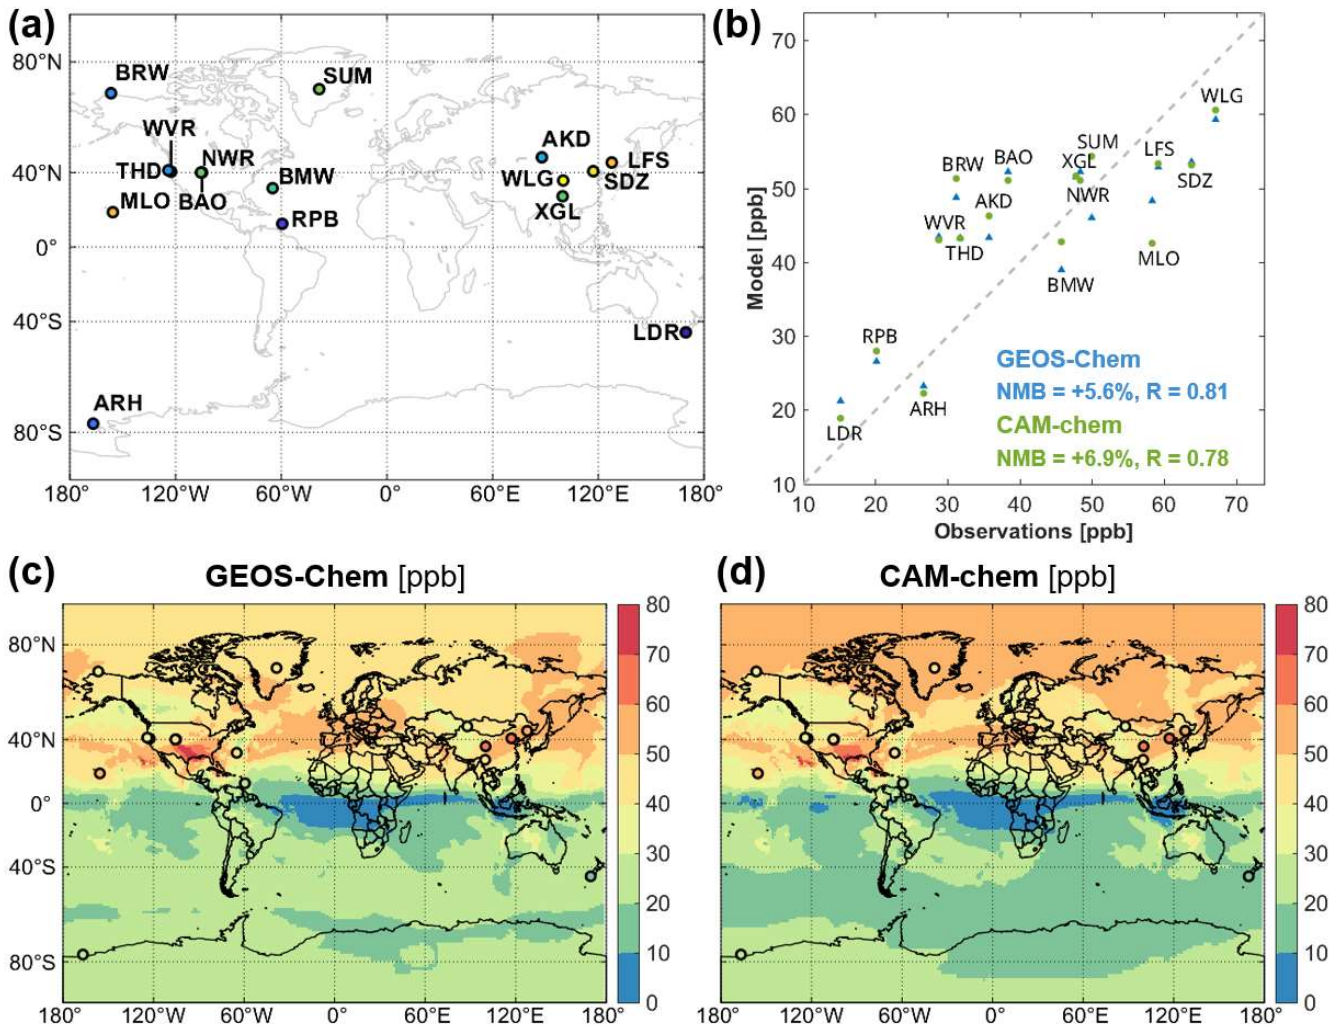 (a)
80°N
40°N
0°
40°S
80°S
180°
120°W
60°W
0°
60°E
120°E
180°
BRW
SUM
WVR
THD
NWR
MLO
BAO
BMW
RPB
AKD
LFS
WLG
SDZ
XGL
LDR
ARH
(b)
Model [ppb]
70
60
50
40
30
20
10
10
20
30
40
50
60
70
Observations [ppb]
WLG
SUM
LFS
BRW
BAO
XGL
SDZ
AKD
NWR
WVR
THD
MLO
BMW
RPB
ARH
LDR
GEOS-Chem
NMB = +5.6%, R = 0.81
CAM-chem
NMB = +6.9%, R = 0.78
(c)
GEOS-Chem [ppb]
80°N
40°N
0°
40°S
80°S
180°
120°W
60°W
0°
60°E
120°E
180°
80
70
60
50
40
30
20
10
0
(d)
CAM-chem [ppb]
180°
120°W
60°W
0°
60°E
120°E
180°
80
70
60
50
40
30
20
10
0